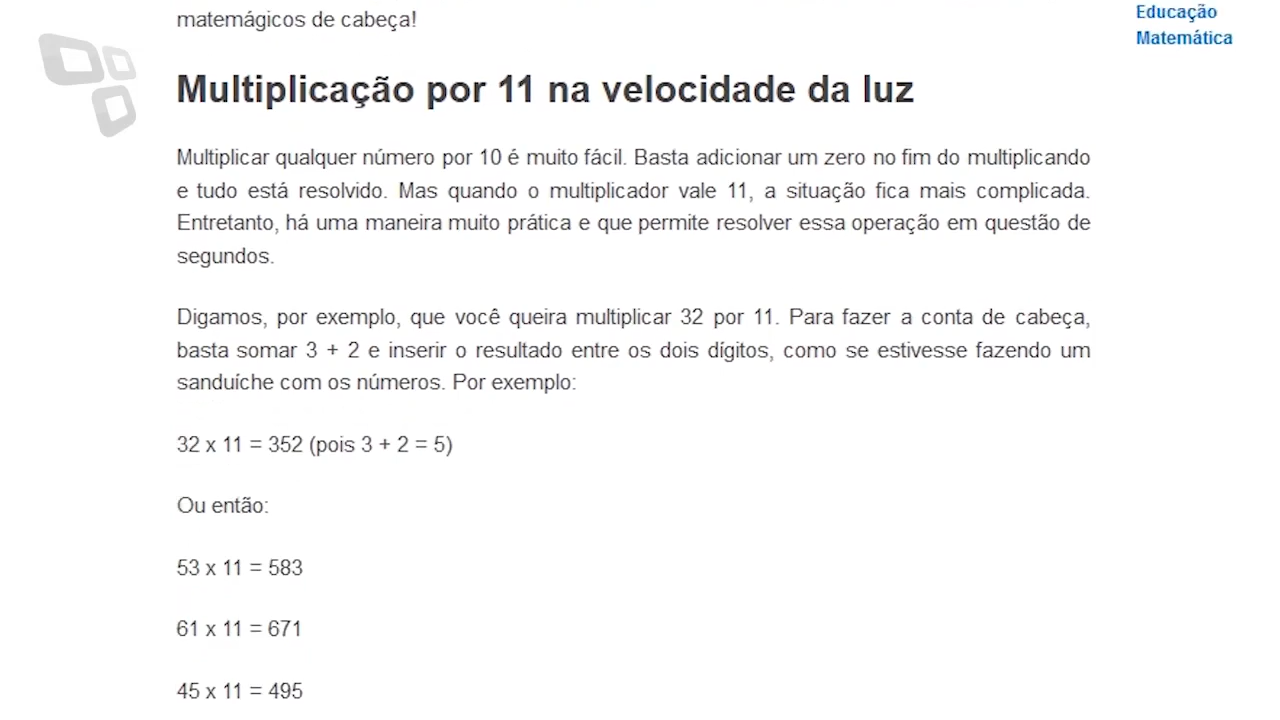 matemágicos de cabeça!
Educação
Matemática
Multiplicação por 11 na velocidade da luz
Multiplicar qualquer número por 10 é muito fácil. Basta adicionar um zero no fim do multiplicando
e tudo está resolvido. Mas quando o multiplicador vale 11, a situação fica mais complicada.
Entretanto, há uma maneira muito prática e que permite resolver essa operação em questão de
segundos.
Digamos, por exemplo, que você queira multiplicar 32 por 11. Para fazer a conta de cabeça,
basta somar 3 + 2 e inserir o resultado entre os dois dígitos, como se estivesse fazendo um
sanduíche com os números. Por exemplo:
32 x 11 = 352 (pois 3 + 2 = 5)
Ou então:
53 x 11 = 583
61 x 11 = 671
45 x 11 = 495